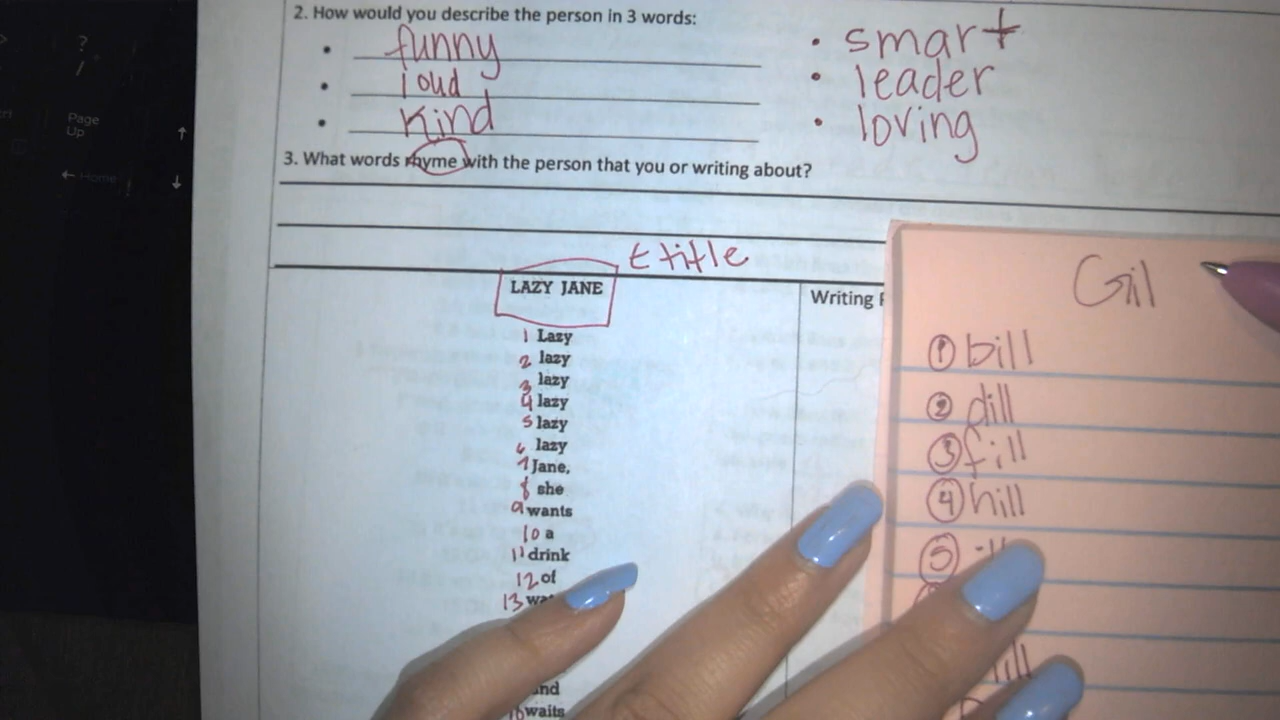 ?
/
Page
Up
↑
← Home
↓
2. How would you describe the person in 3 words:
• funny
• loud
• Kind
• smart
• leader
• loving
3. What words rhyme with the person that you or writing about?
t title
LAZY JANE
Writing
1 Lazy
2 lazy
3 lazy
4 lazy
5 lazy
6 lazy
7 Jane,
8 she
9 wants
10 a
11 drink
12 of
13
and
waits
Gil
① bill
② dill
③ fill
④ hill
⑤